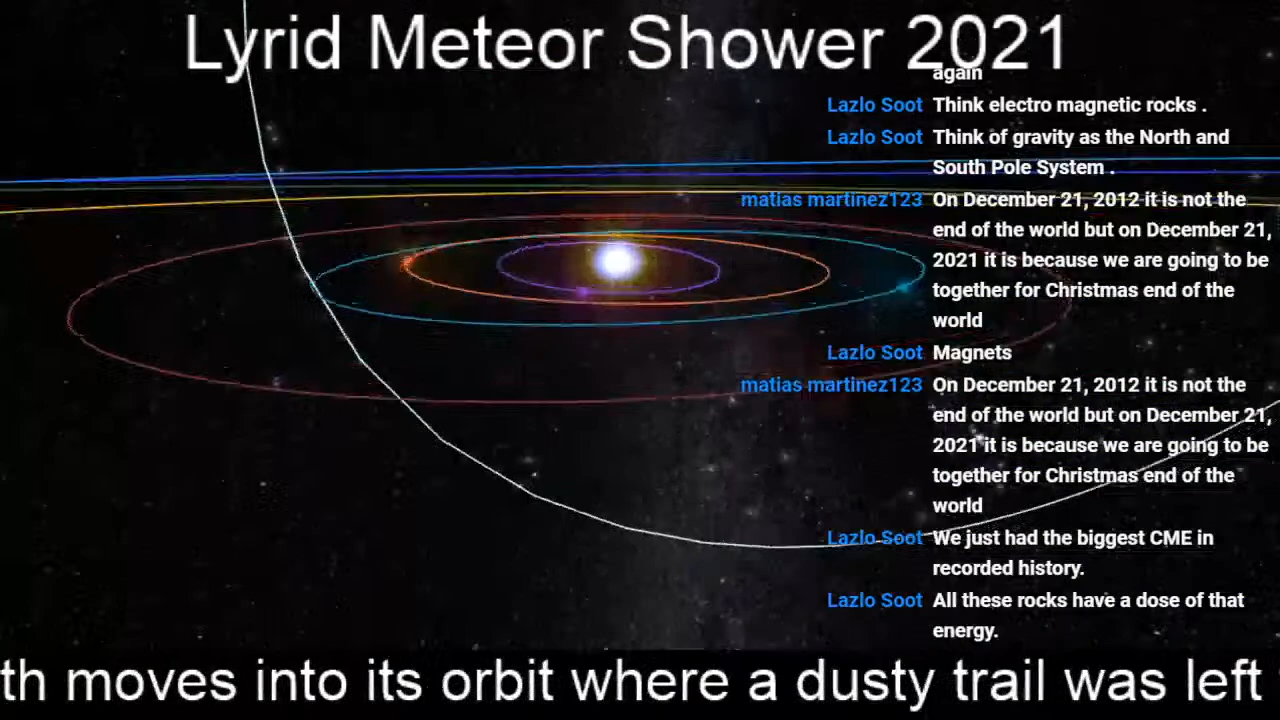 Lyrid Meteor Shower 2021
again
Lazlo Soot Think electro magnetic rocks .
Lazlo Soot Think of gravity as the North and
South Pole System .
matias martinez123 On December 21, 2012 it is not the
end of the world but on December 21,
2021 it is because we are going to be
together for Christmas end of the
world
Lazlo Soot Magnets
matias martinez123 On December 21, 2012 it is not the
end of the world but on December 21,
2021 it is because we are going to be
together for Christmas end of the
world
Lazlo Soot We just had the biggest CME in
recorded history.
Lazlo Soot All these rocks have a dose of that
energy.
th moves into its orbit where a dusty trail was left